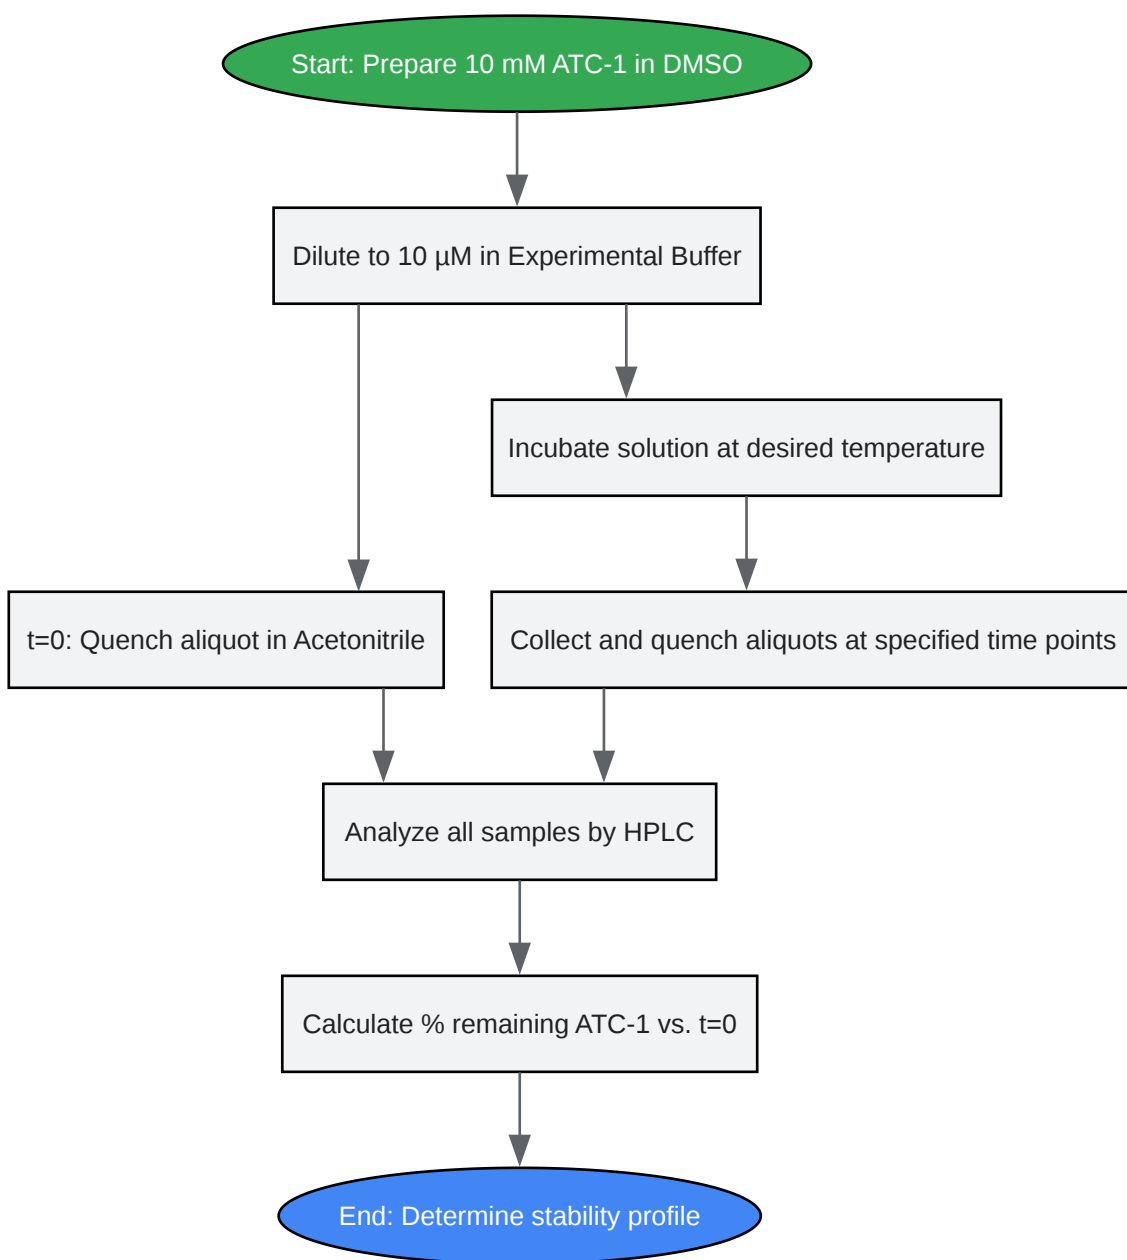 Start: Prepare 10 mM ATC-1 in DMSO
Dilute to 10 µM in Experimental Buffer
Incubate solution at desired temperature
t=0: Quench aliquot in Acetonitrile
Collect and quench aliquots at specified time points
Analyze all samples by HPLC
Calculate % remaining ATC-1 vs. t=0
End: Determine stability profile